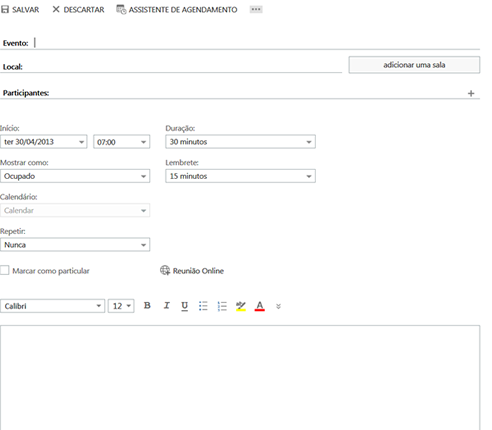 SALVAR DESCARTAR ASSISTENTE DE AGENDAMENTO
Evento:
Local: adicionar uma sala
Participantes:
Início: Duração:
ter 30/04/2013 07:00 30 minutos
Mostrar como: Lembrete:
Ocupado 15 minutos
Calendário:
Calendar
Repetir:
Nunca
Marcar como particular Reunião Online
Calibri 12 B I U ab A